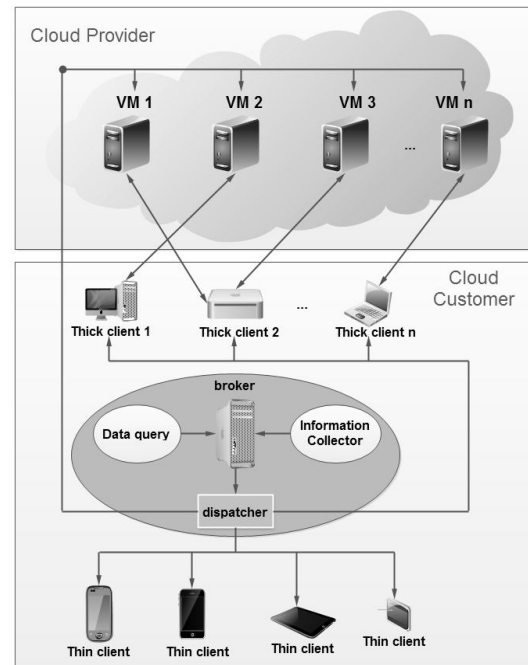 Cloud Provider
VM 1
VM 2
VM 3
VM n
...
Cloud
Customer
...
Thick client 1
Thick client 2
Thick client n
broker
Data query
Information
Collector
dispatcher
Thin client
Thin client
Thin client
Thin client